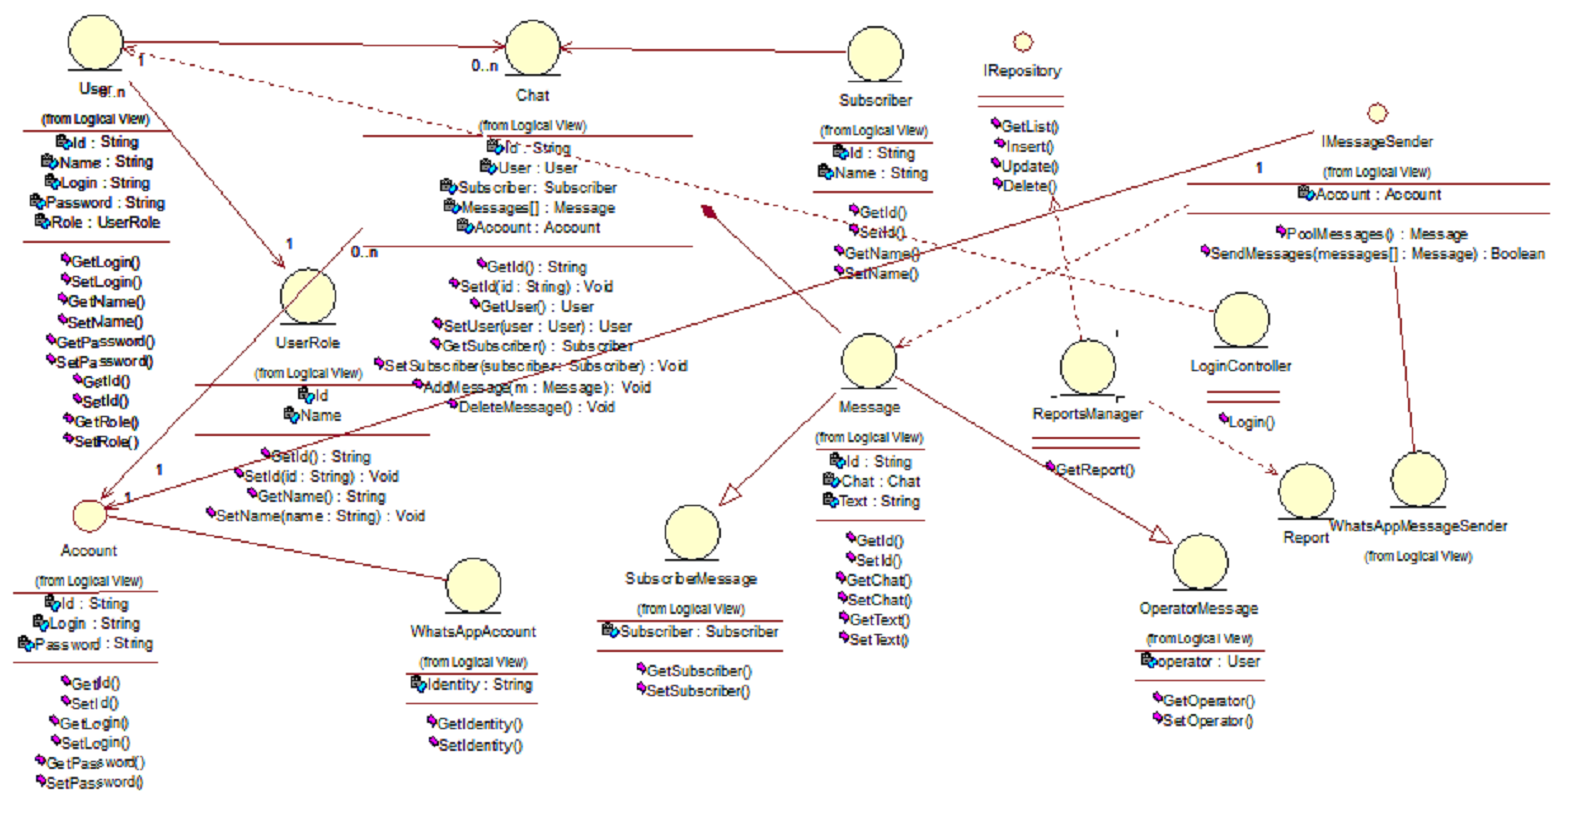 1
0..n
User
0..n
(from Logical View)
Id : String
Name : String
Login : String
Password : String
Role : UserRole
GetLogin()
SetLogin()
GetName()
SetName()
GetPassword()
SetPassword()
GetId()
SetId()
GetRole()
SetRole()
Chat
(from Logical View)
Id : String
User : User
Subscriber : Subscriber
Messages[] : Message
Account : Account
GetId() : String
SetId(id : String) : Void
GetUser() : User
SetUser(user : User) : User
GetSubscriber() : Subscriber
SetSubscriber(subscriber : Subscriber) : Void
AddMessage(m : Message) : Void
DeleteMessage() : Void
Subscriber
(from Logical View)
Id : String
Name : String
GetId()
SetId()
GetName()
SetName()
IRepository
GetList()
Insert()
Update()
Delete()
IMessageSender
(from Logical View)
1
Account : Account
PoolMessages() : Message
SendMessages(messages[] : Message) : Boolean
1
0..n
UserRole
(from Logical View)
Id
Name
GetId() : String
SetId(id : String) : Void
GetName() : String
SetName(name : String) : Void
Message
(from Logical View)
Id : String
Chat : Chat
Text : String
GetId()
SetId()
GetChat()
SetChat()
GetText()
SetText()
ReportsManager
GetReport()
LoginController
Login()
Report
WhatsAppMessageSender
(from Logical View)
1
1
Account
(from Logical View)
Id : String
Login : String
Password : String
GetId()
SetId()
GetLogin()
SetLogin()
GetPassword()
SetPassword()
WhatsAppAccount
(from Logical View)
Identity : String
GetIdentity()
SetIdentity()
SubscriberMessage
(from Logical View)
Subscriber : Subscriber
GetSubscriber()
SetSubscriber()
OperatorMessage
(from Logical View)
operator : User
GetOperator()
SetOperator()